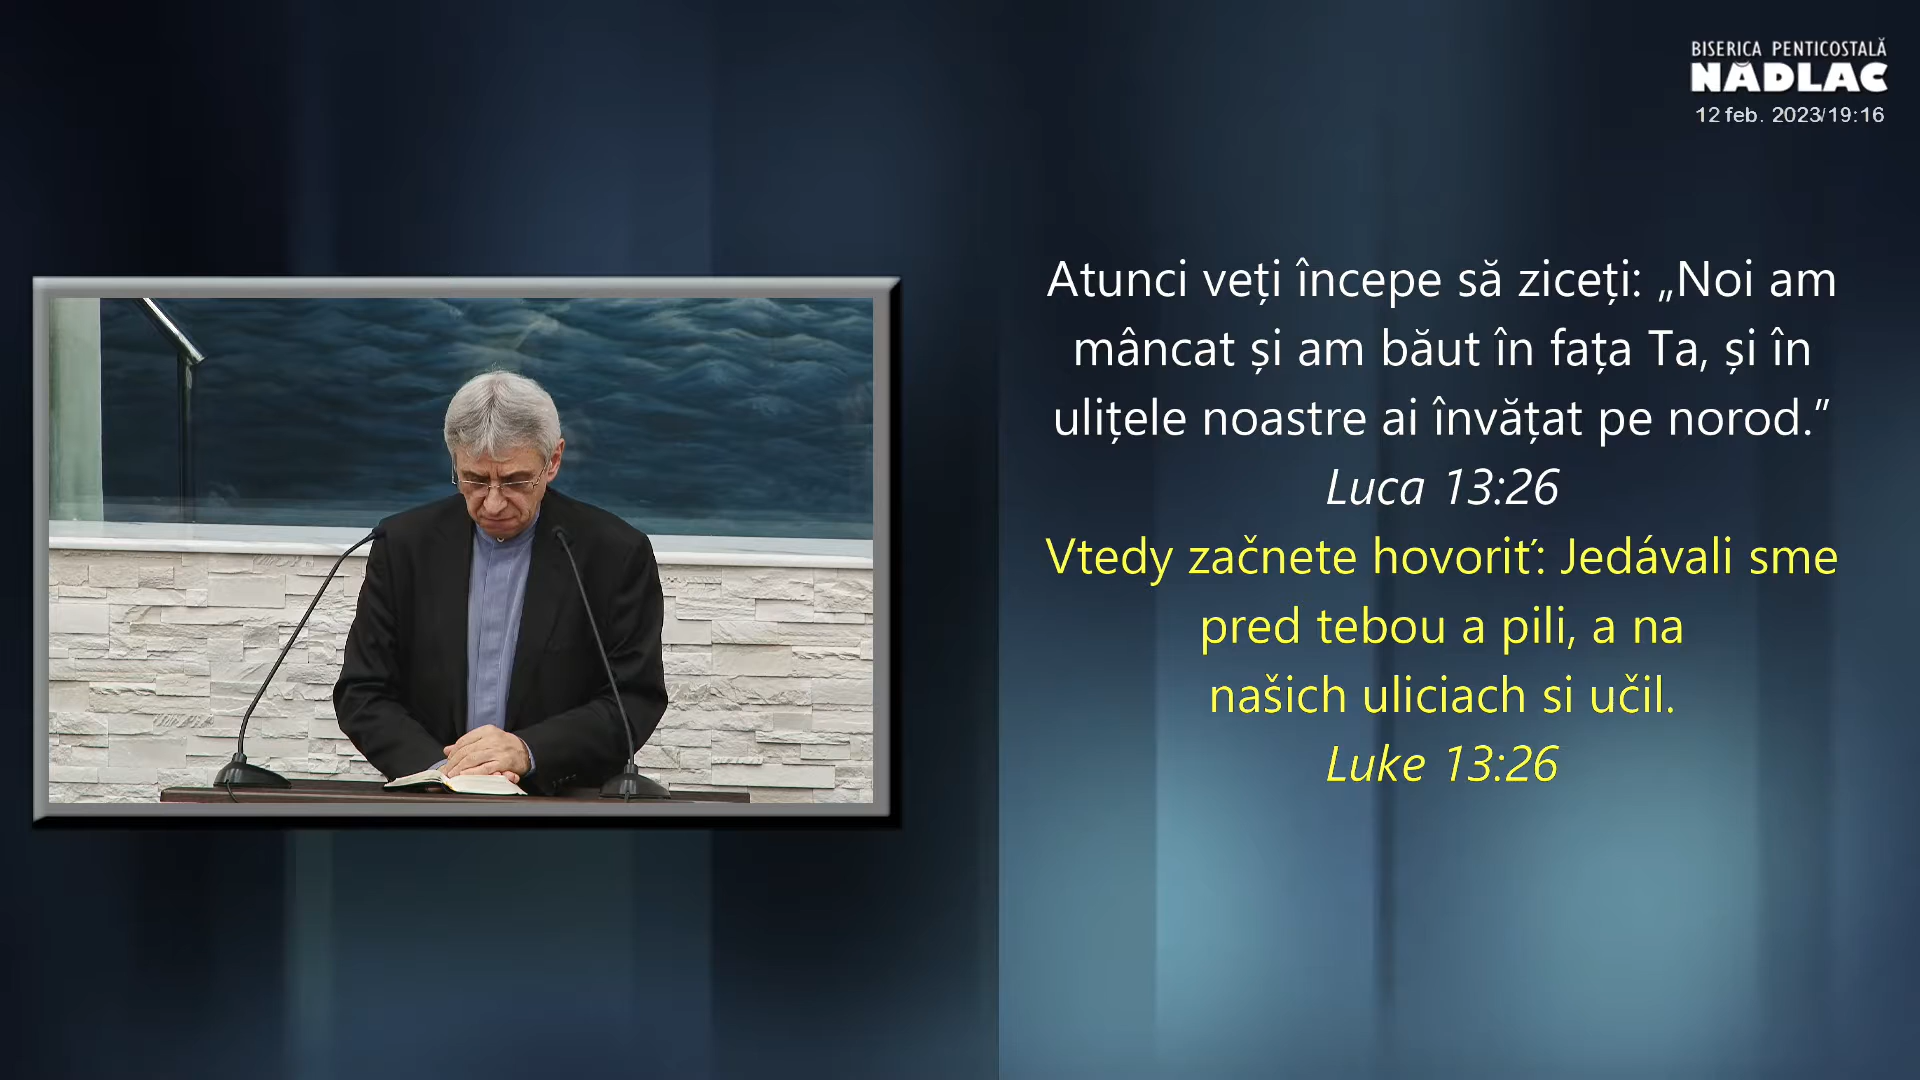 BISERICA PENTICOSTALĂ
NĂDLAC
12 feb. 2023/19:16
Atunci veți începe să ziceți: „Noi am
mâncat și am băut în fața Ta, și în
ulițele noastre ai învățat pe norod.”
Luca 13:26
Vtedy začnete hovoriť: Jedávali sme
pred tebou a pili, a na
našich uliciach si učil.
Luke 13:26